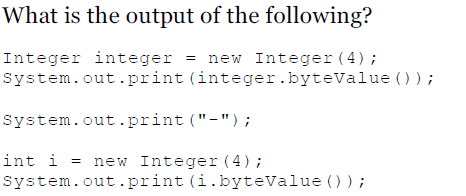 What is the output of the following?
Integer integer = new Integer(4);
System.out.print(integer.byteValue());
System.out.print("-");
int i = new Integer(4);
System.out.print(i.byteValue());